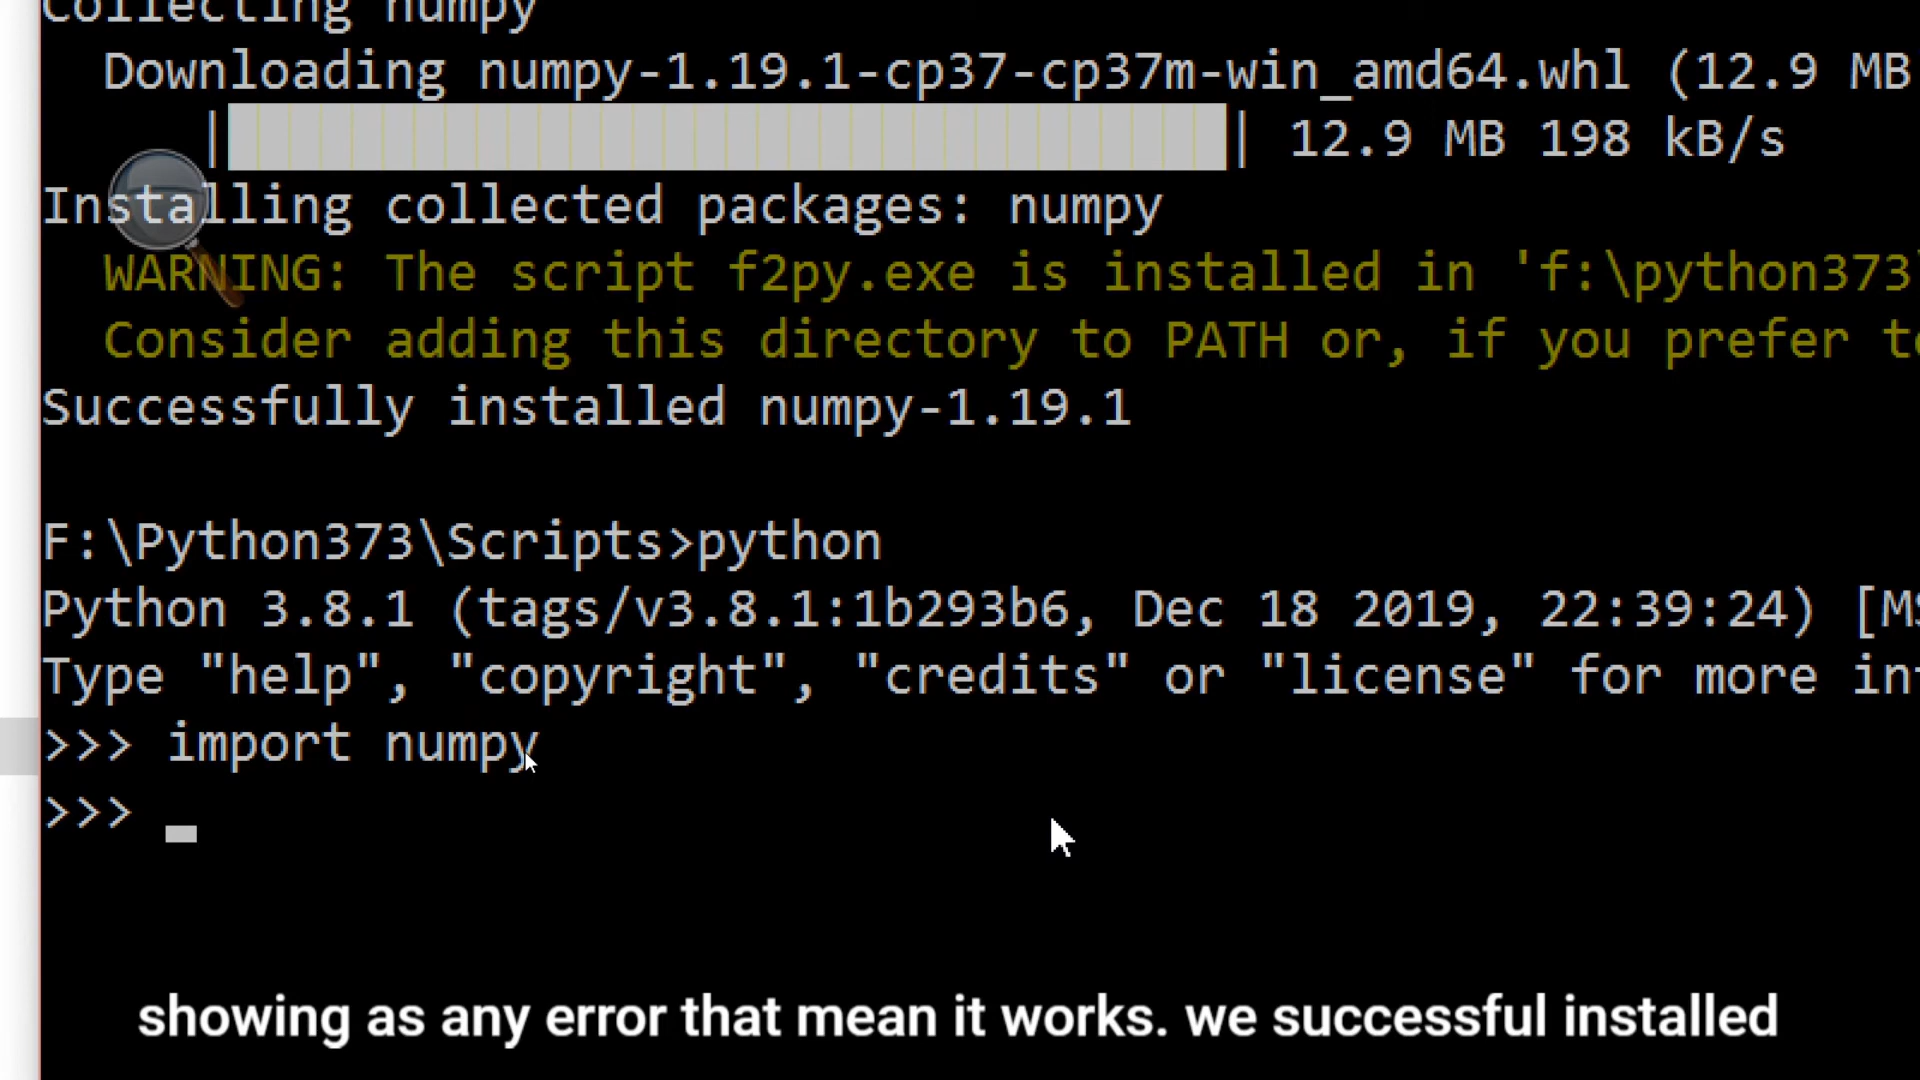 Collecting numpy
Downloading numpy-1.19.1-cp37-cp37m-win_amd64.whl (12.9 MB
|████████████████████████████████| 12.9 MB 198 kB/s
Installing collected packages: numpy
WARNING: The script f2py.exe is installed in 'f:\python373\
Consider adding this directory to PATH or, if you prefer to
Successfully installed numpy-1.19.1
F:\Python373\Scripts>python
Python 3.8.1 (tags/v3.8.1:1b293b6, Dec 18 2019, 22:39:24) [MS
Type "help", "copyright", "credits" or "license" for more in
>>> import numpy
>>> _
showing as any error that mean it works. we successful installed